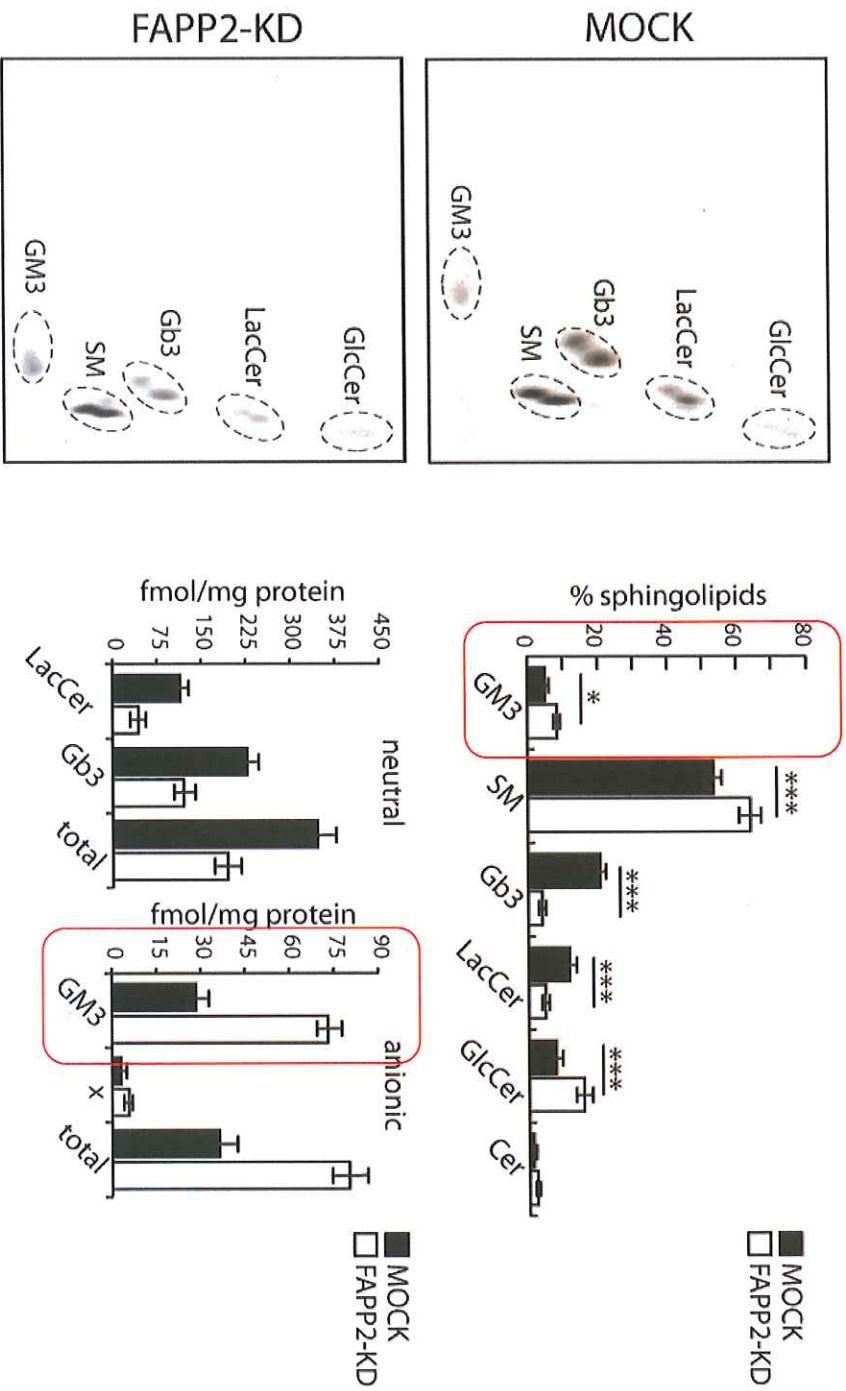 MOCK
GlcCer
LacCer
Gb3
SM
GM3
FAPP2-KD
GlcCer
LacCer
Gb3
SM
GM3
% sphingolipids
80
60
40
20
0
*
***
***
***
***
GM3
SM
Gb3
LacCer
GlcCer
Cer
MOCK
FAPP2-KD
neutral
fmol/mg protein
450
375
300
225
150
75
0
LacCer
Gb3
total
anionic
fmol/mg protein
90
75
60
45
30
15
0
GM3
x
total
MOCK
FAPP2-KD